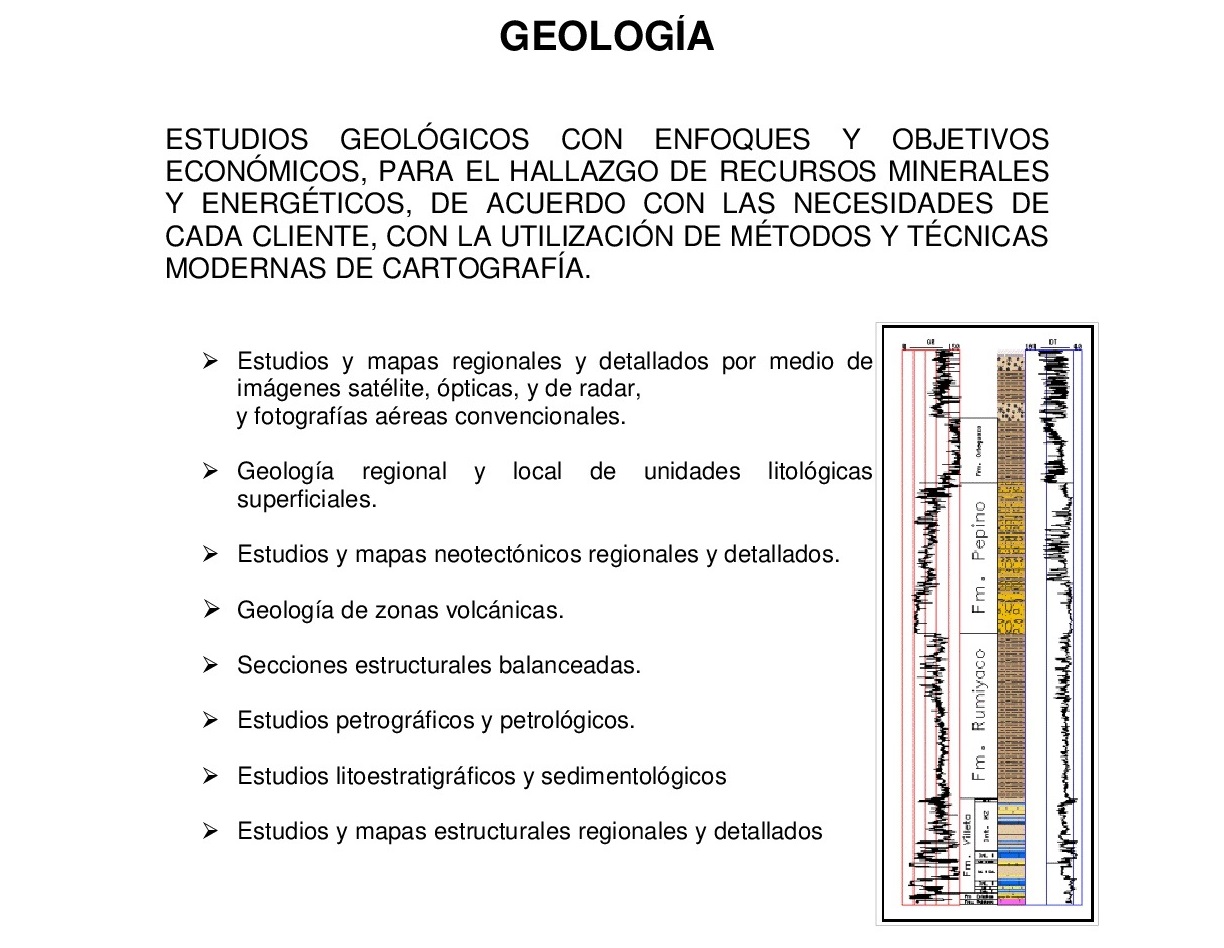 GEOLOGÍA
ESTUDIOS GEOLÓGICOS CON ENFOQUES Y OBJETIVOS
ECONÓMICOS, PARA EL HALLAZGO DE RECURSOS MINERALES
Y ENERGÉTICOS, DE ACUERDO CON LAS NECESIDADES DE
CADA CLIENTE, CON LA UTILIZACIÓN DE MÉTODOS Y TÉCNICAS
MODERNAS DE CARTOGRAFÍA.
➢ Estudios y mapas regionales y detallados por medio de
imágenes satélite, ópticas, y de radar,
y fotografías aéreas convencionales.
➢ Geología regional y local de unidades litológicas
superficiales.
➢ Estudios y mapas neotectónicos regionales y detallados.
➢ Geología de zonas volcánicas.
➢ Secciones estructurales balanceadas.
➢ Estudios petrográficos y petrológicos.
➢ Estudios litoestratigráficos y sedimentológicos
➢ Estudios y mapas estructurales regionales y detallados
GR 150
Fm. Orteguaza
Fm. Pepino
Fm. Rumiyaco
Fm. Villeta